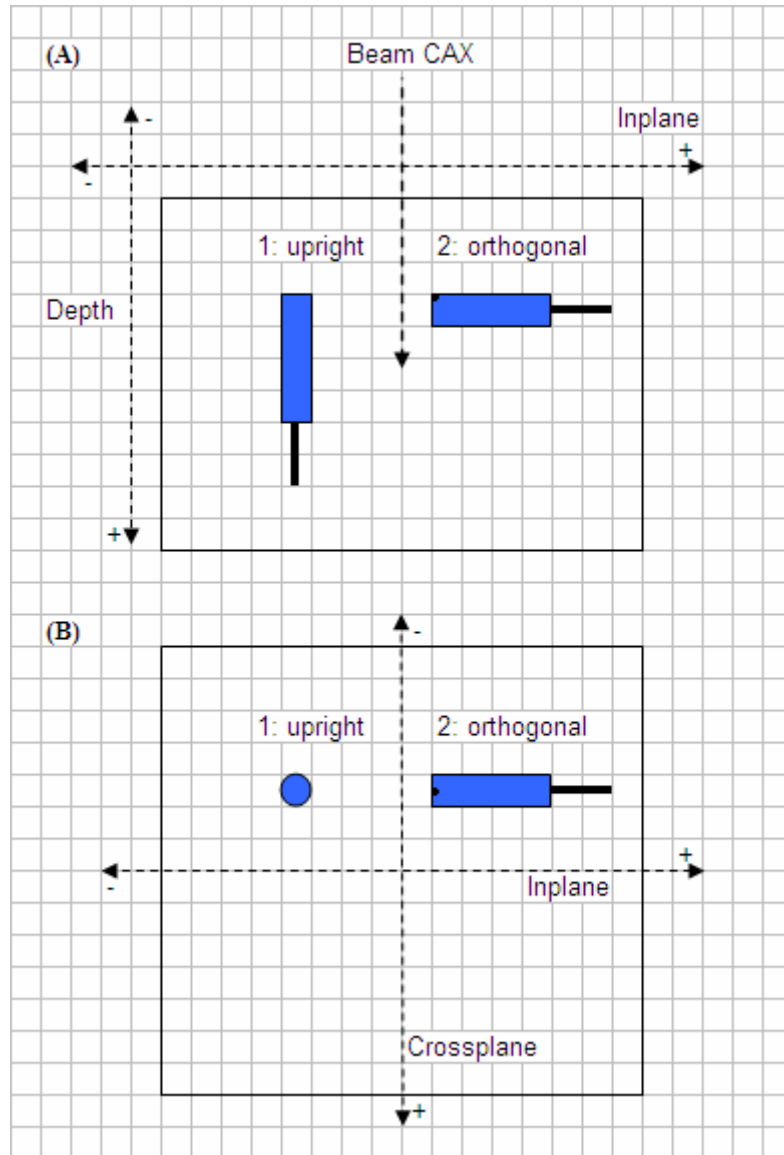 (A)
Beam CAX
-
Inplane
+
-
1: upright
2: orthogonal
Depth
+
(B)
-
1: upright
2: orthogonal
+
-
Inplane
Crossplane
+